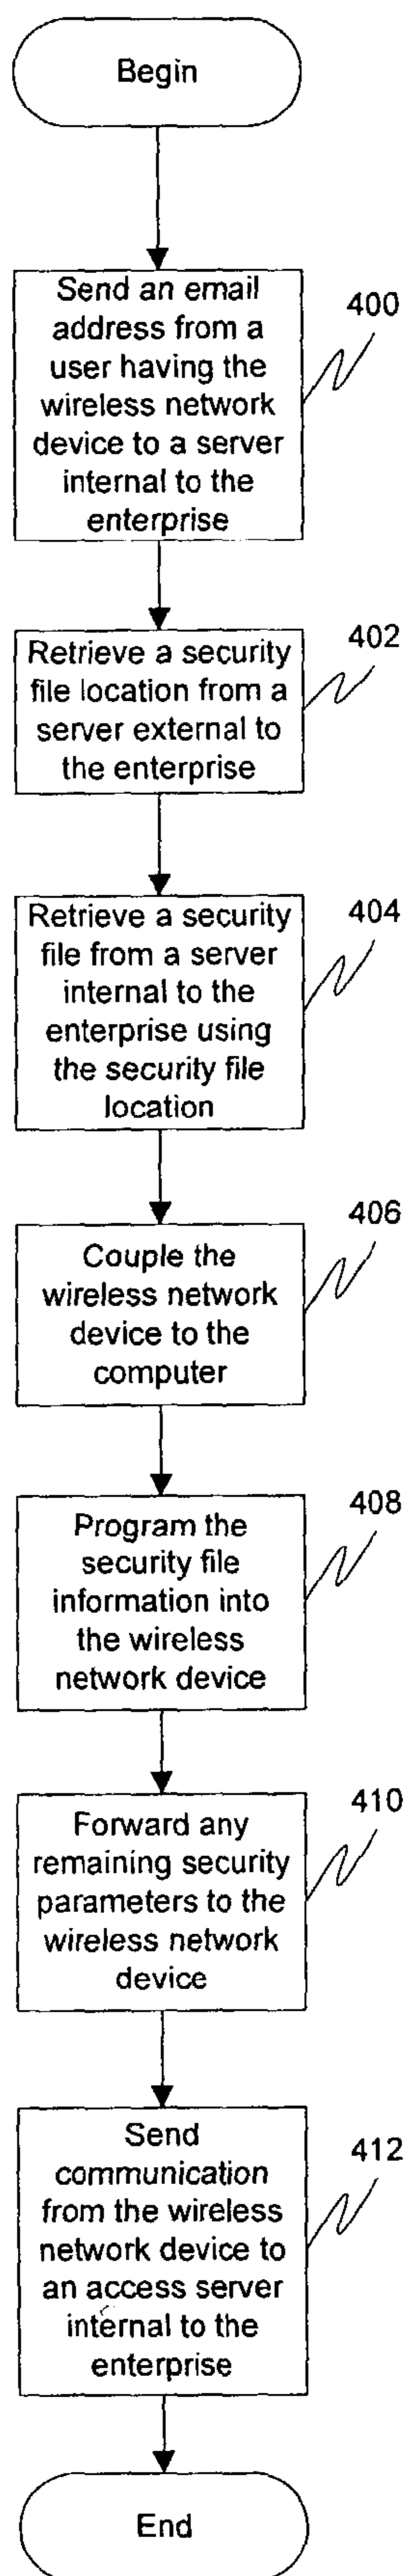 Begin
Send an email
address from a
user having the
wireless network
device to a server
internal to the
enterprise
400
Retrieve a security
file location from a
server external to
the enterprise
402
Retrieve a security
file from a server
internal to the
enterprise using
the security file
location
404
Couple the
wireless network
device to the
computer
406
Program the
security file
information into
the wireless
network device
408
Forward any
remaining security
parameters to the
wireless network
device
410
Send
communication
from the wireless
network device to
an access server
internal to the
enterprise
412
End